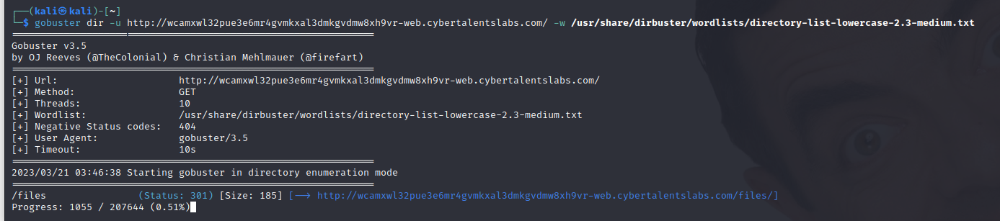 ┌──(kali㉿kali)-[~]
└─$ gobuster dir -u http://wcamxwl32pue3e6mr4gvmkxal3dmkgvdmw8xh9vr-web.cybertalentslabs.com/ -w /usr/share/dirbuster/wordlists/directory-list-lowercase-2.3-medium.txt
===============================================================
Gobuster v3.5
by OJ Reeves (@TheColonial) & Christian Mehlmauer (@firefart)
===============================================================
[+] Url:                     http://wcamxwl32pue3e6mr4gvmkxal3dmkgvdmw8xh9vr-web.cybertalentslabs.com/
[+] Method:                  GET
[+] Threads:                 10
[+] Wordlist:                /usr/share/dirbuster/wordlists/directory-list-lowercase-2.3-medium.txt
[+] Negative Status codes:   404
[+] User Agent:              gobuster/3.5
[+] Timeout:                 10s
===============================================================
2023/03/21 03:46:38 Starting gobuster in directory enumeration mode
===============================================================
/files                (Status: 301) [Size: 185] [--> http://wcamxwl32pue3e6mr4gvmkxal3dmkgvdmw8xh9vr-web.cybertalentslabs.com/files/]
Progress: 1055 / 207644 (0.51%)